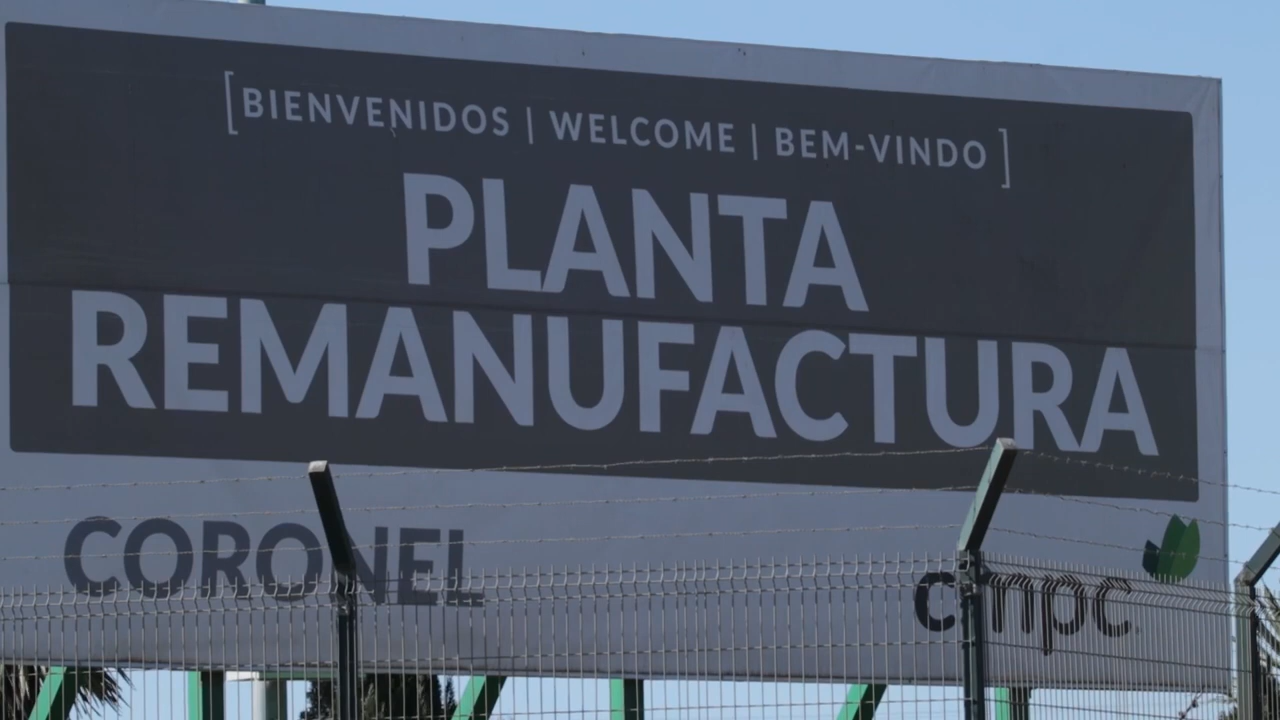 [BIENVENIDOS | WELCOME | BEM-VINDO]
PLANTA
REMANUFACTURA
CORONEL
cmpc